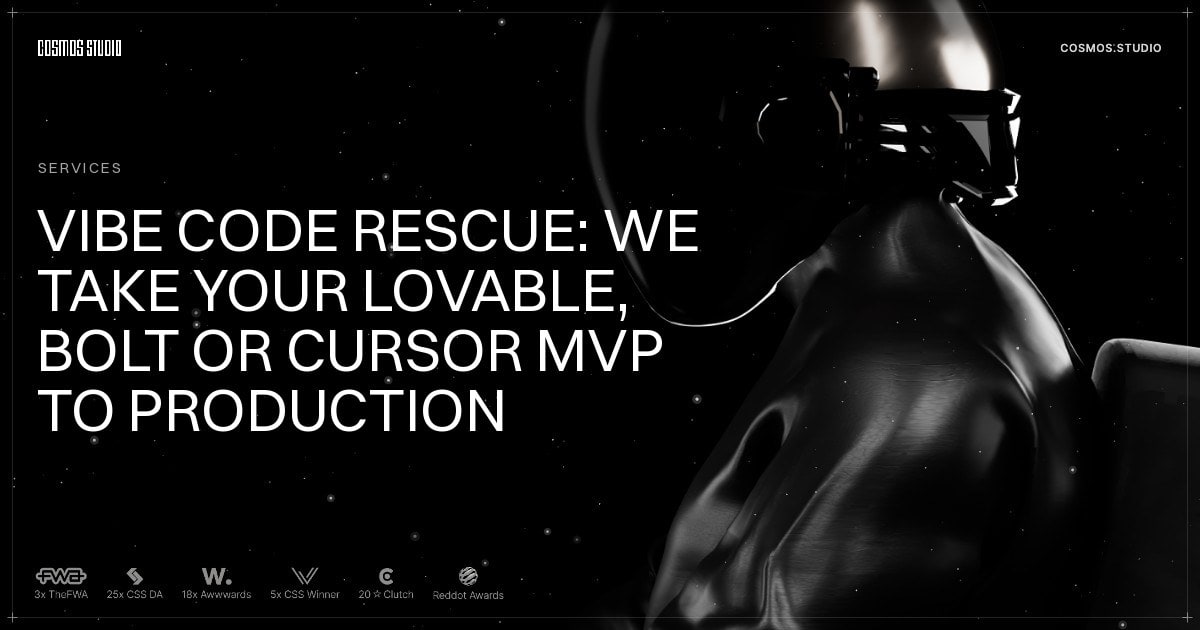 COSMOS STUDIO
COSMOS.STUDIO
SERVICES
VIBE CODE RESCUE: WE
TAKE YOUR LOVABLE,
BOLT OR CURSOR MVP
TO PRODUCTION
FWA
W.
3x TheFWA
25x CSS DA
18x Awwwards
5x CSS Winner
20 ☆ Clutch
Reddot Awards